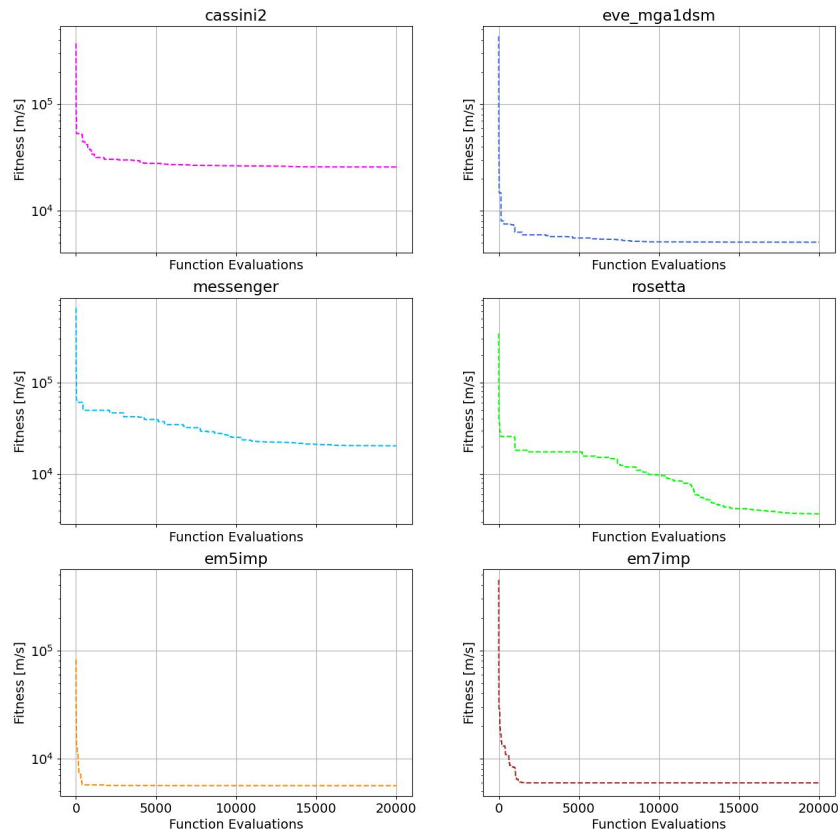 cassini2
eve_mga1dsm
Fitness [m/s]
10^5
10^4
Function Evaluations
Fitness [m/s]
Function Evaluations
messenger
rosetta
Fitness [m/s]
10^5
10^4
Function Evaluations
Fitness [m/s]
Function Evaluations
em5imp
em7imp
Fitness [m/s]
10^5
10^4
0 5000 10000 15000 20000
Function Evaluations
Fitness [m/s]
0 5000 10000 15000 20000
Function Evaluations